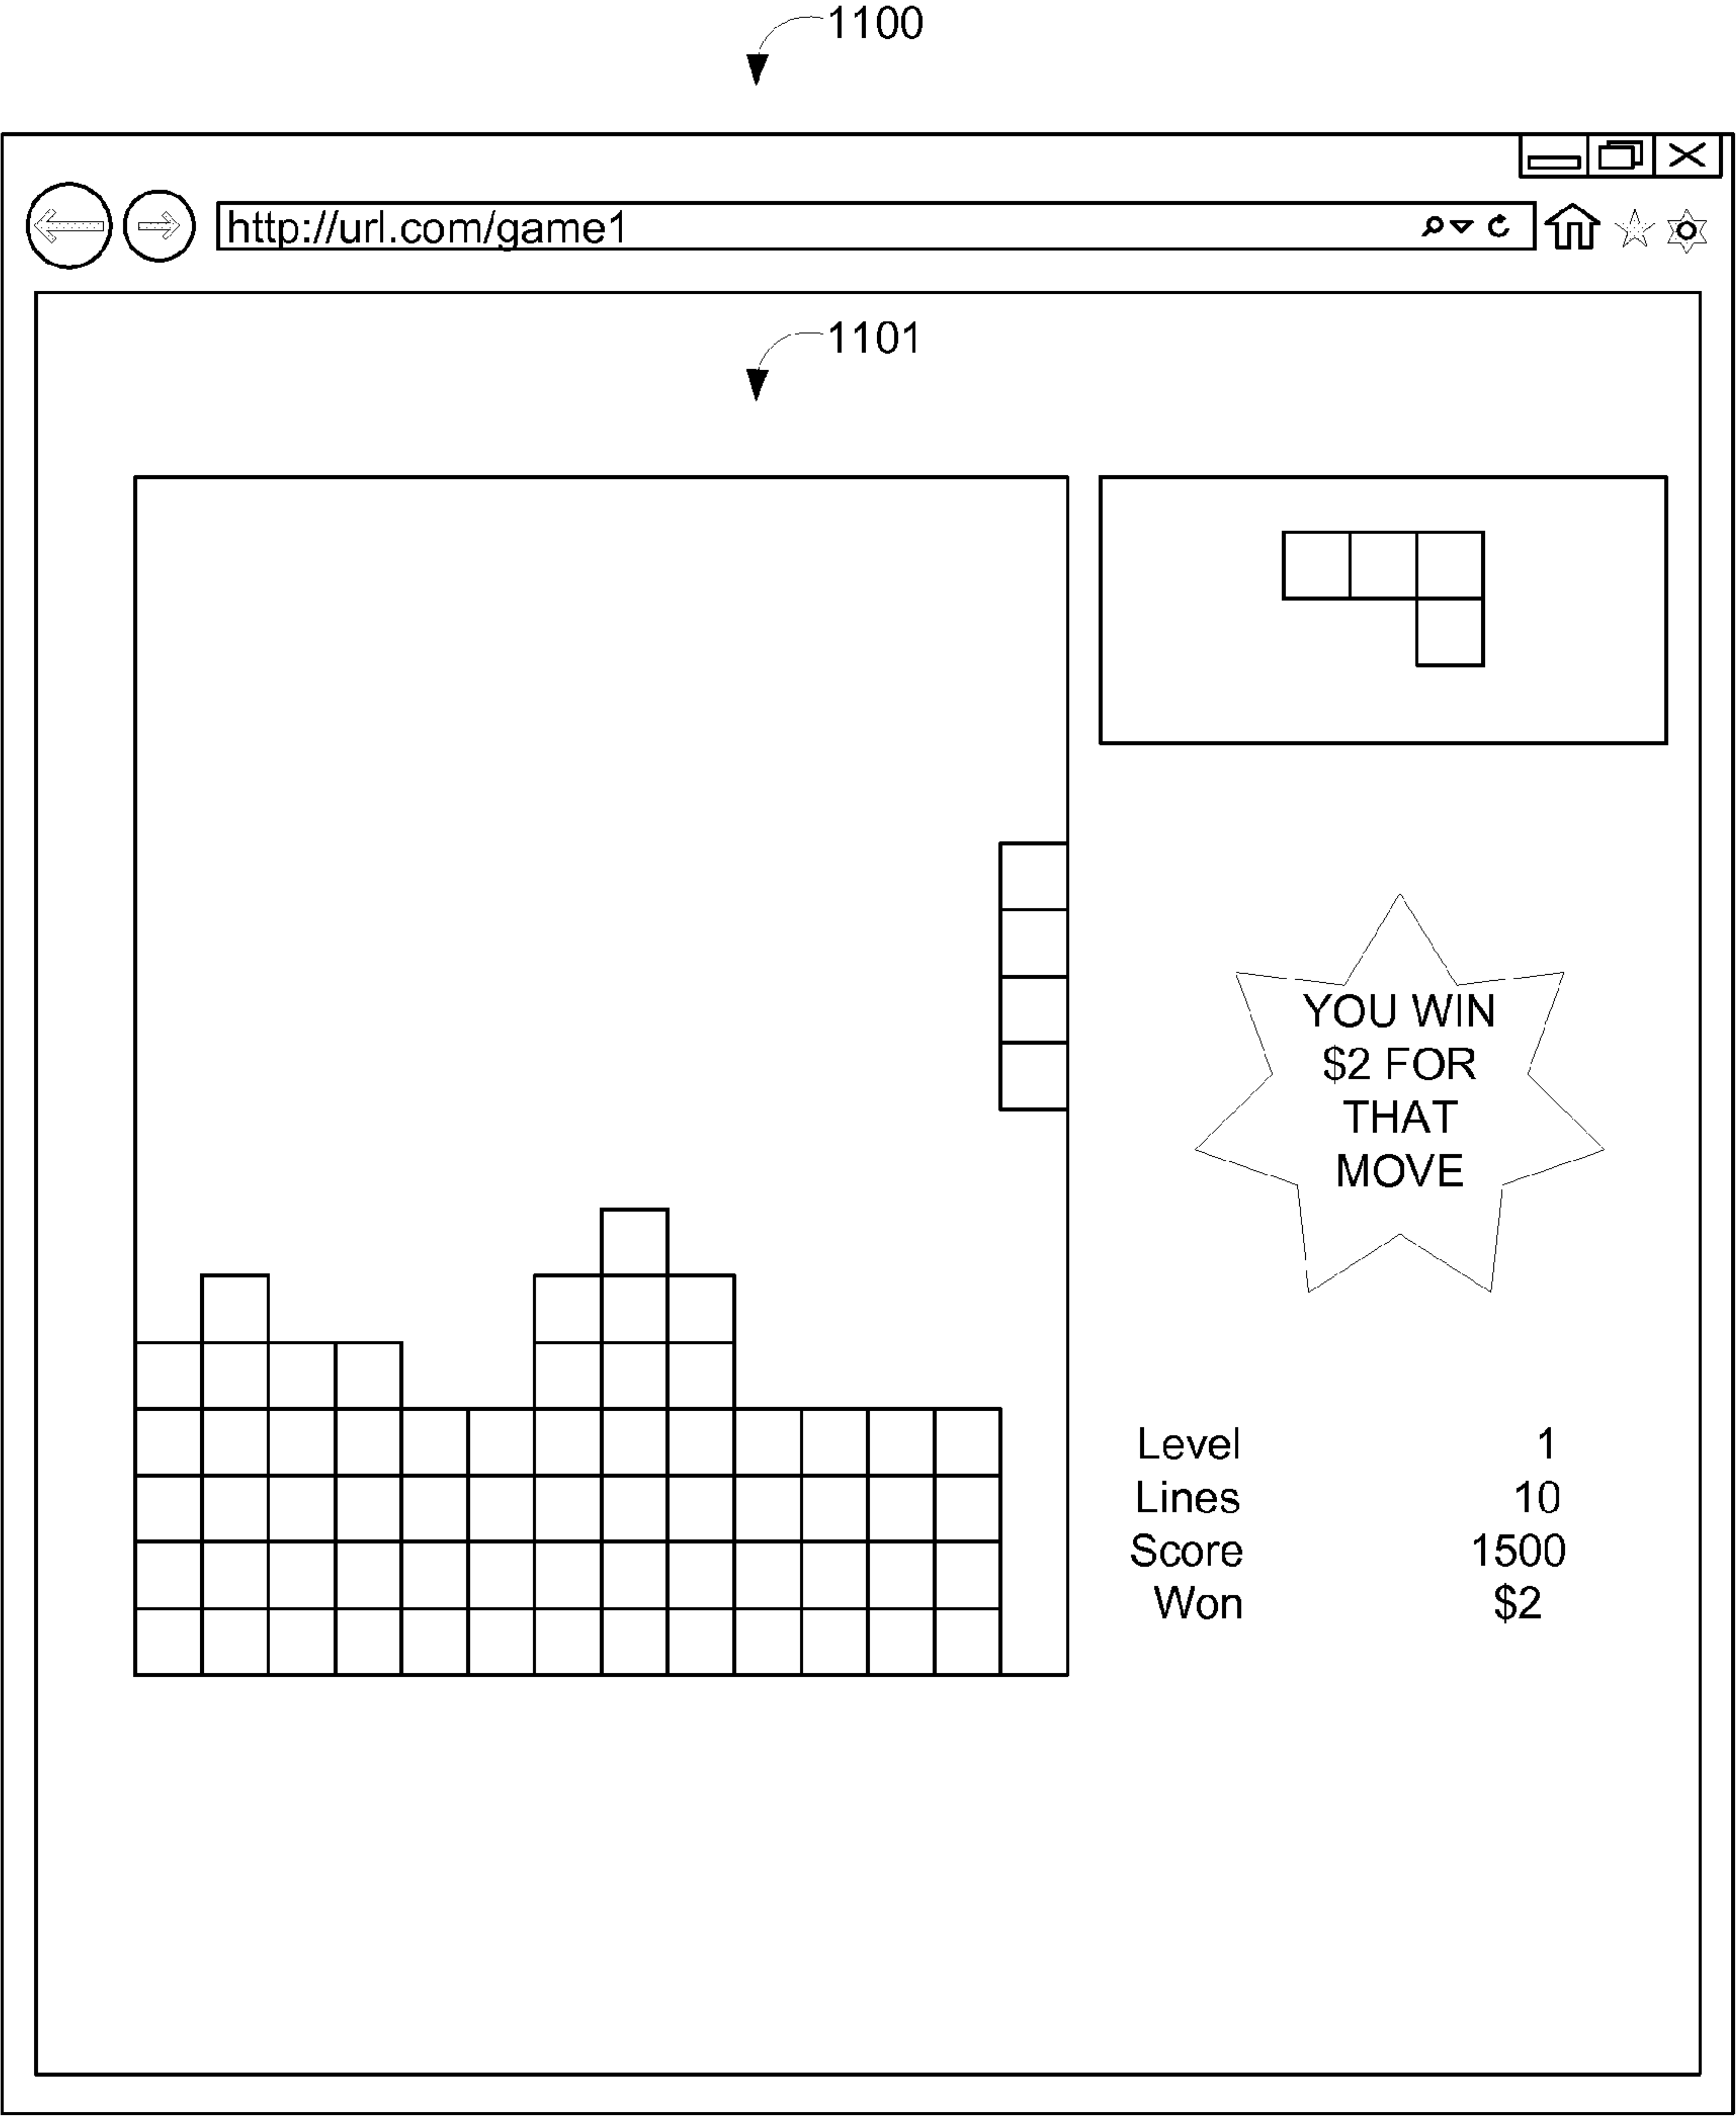 1100
http://url.com/game1
1101
YOU WIN
$2 FOR
THAT
MOVE
Level 1
Lines 10
Score 1500
Won $2